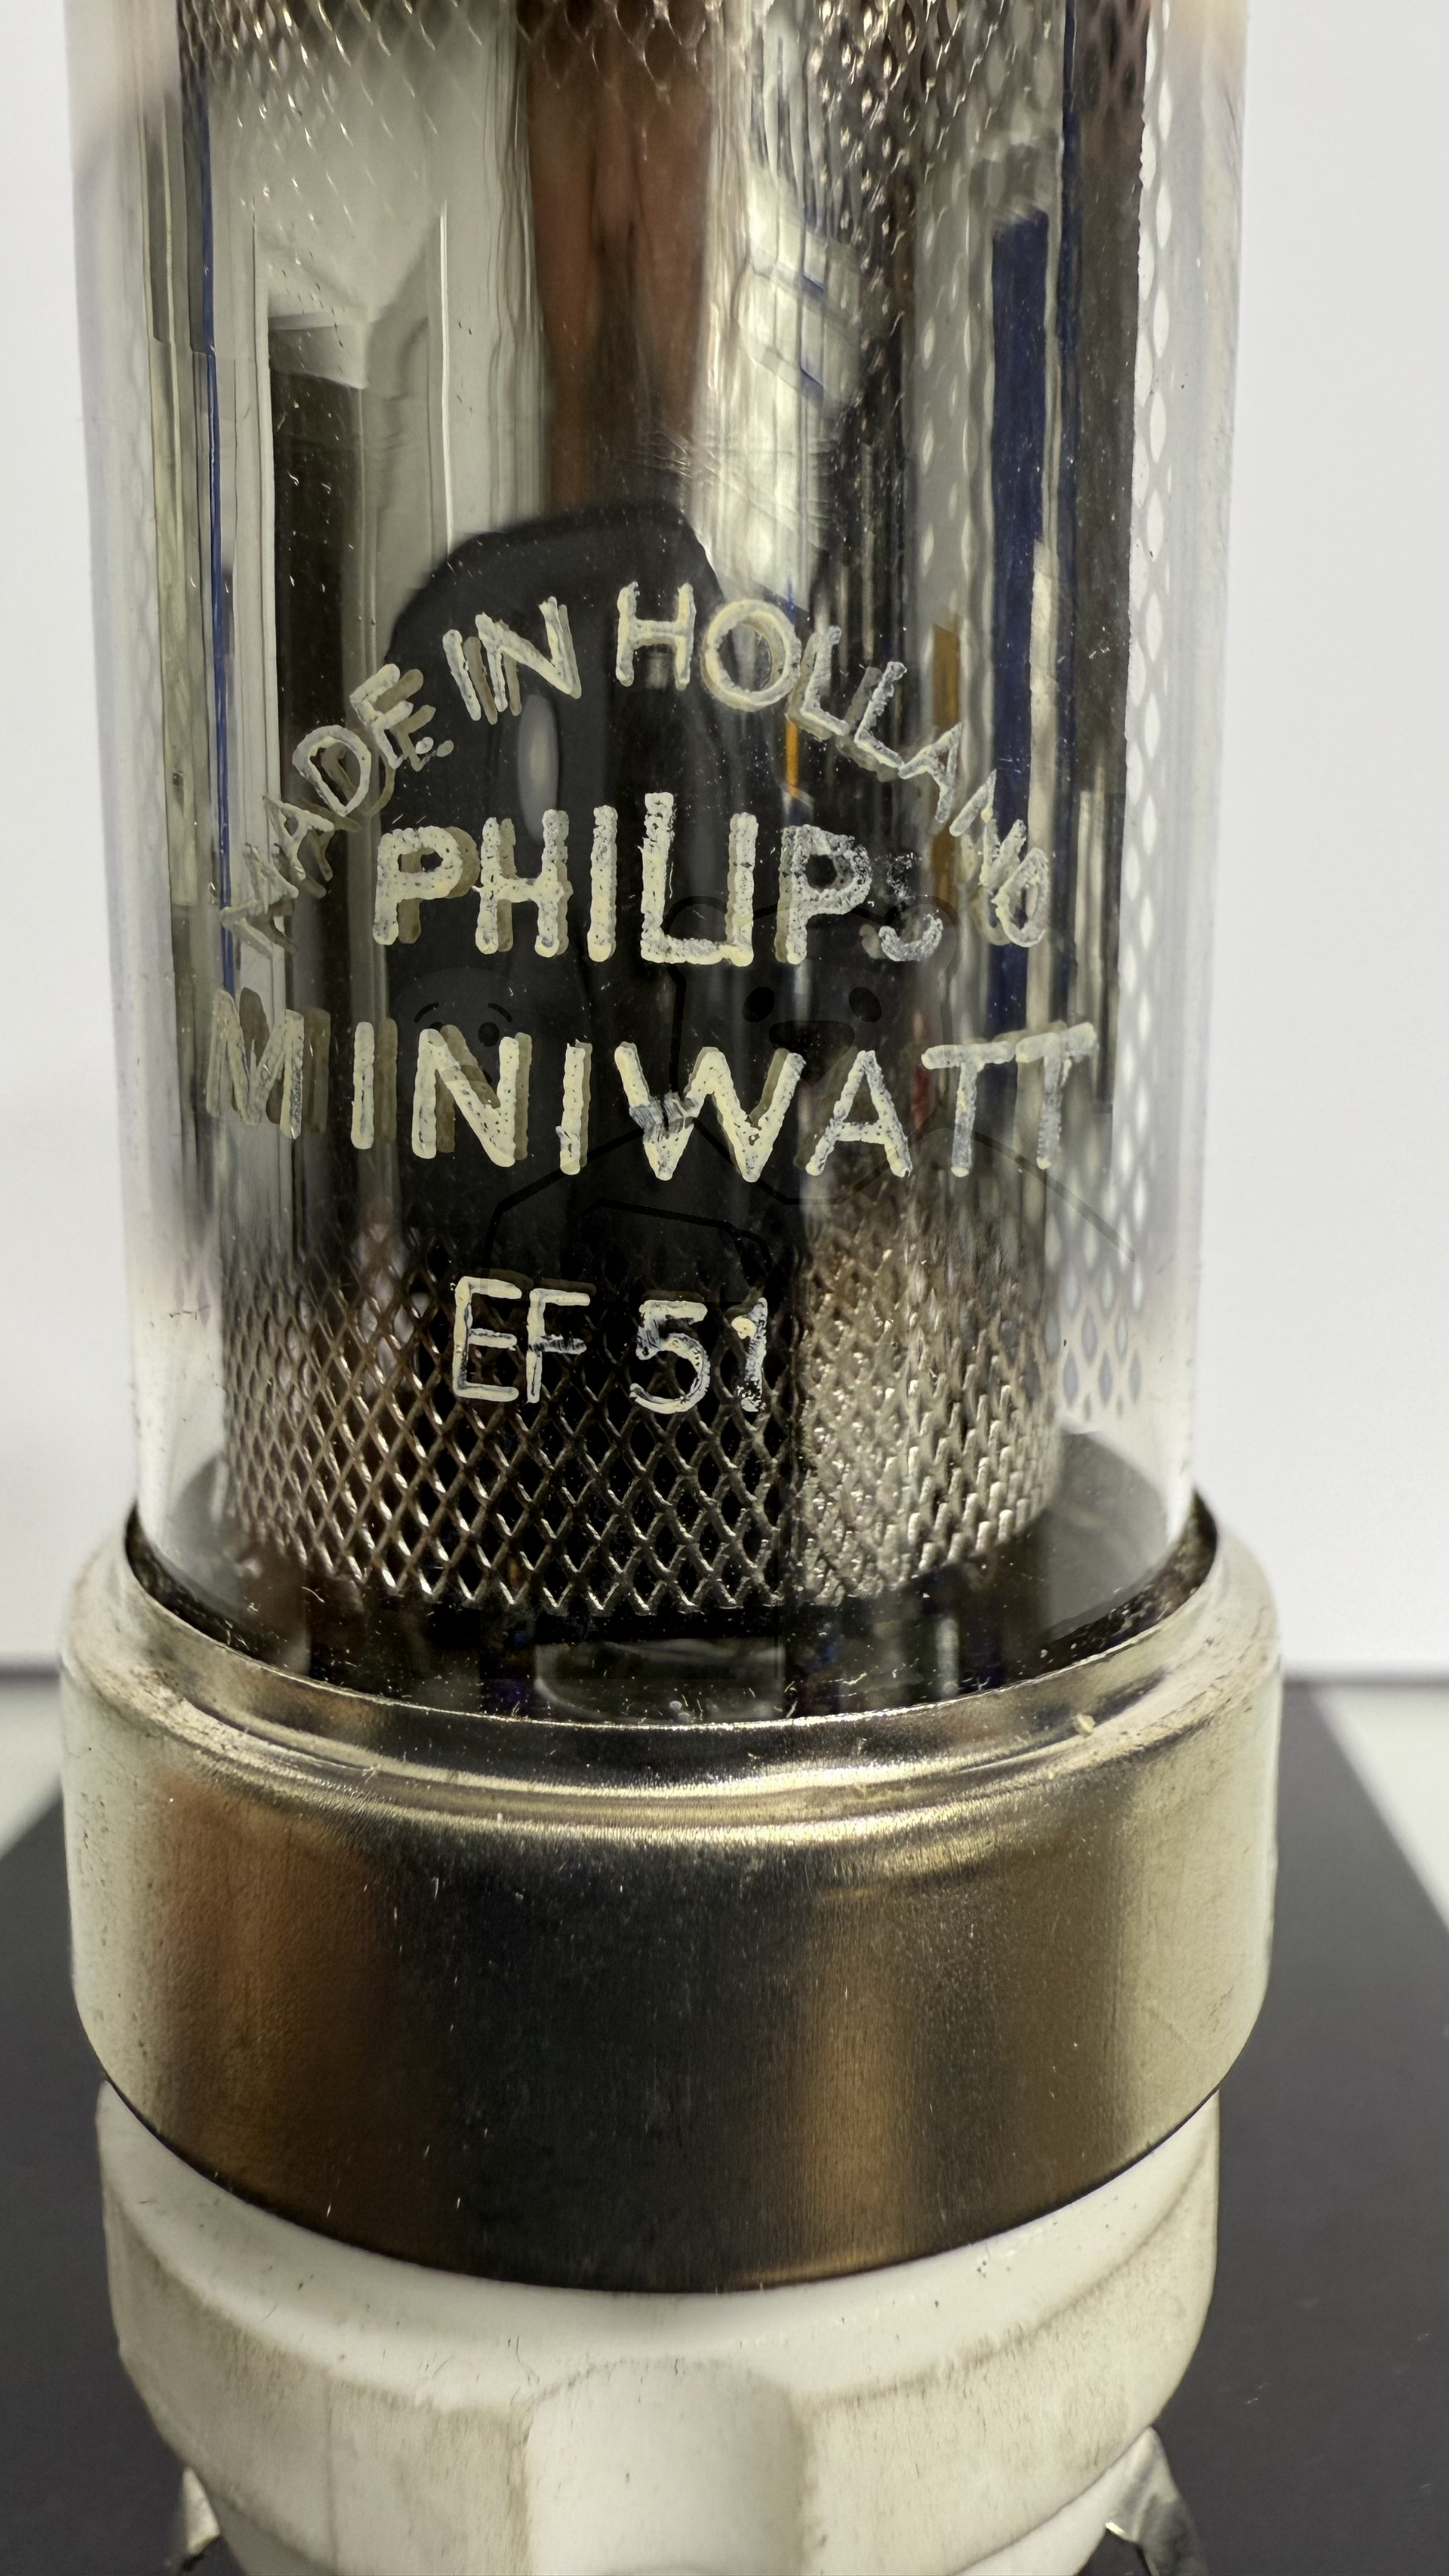 MADE IN HOLLAND
PHILIPS
MINIWATT
EF 51